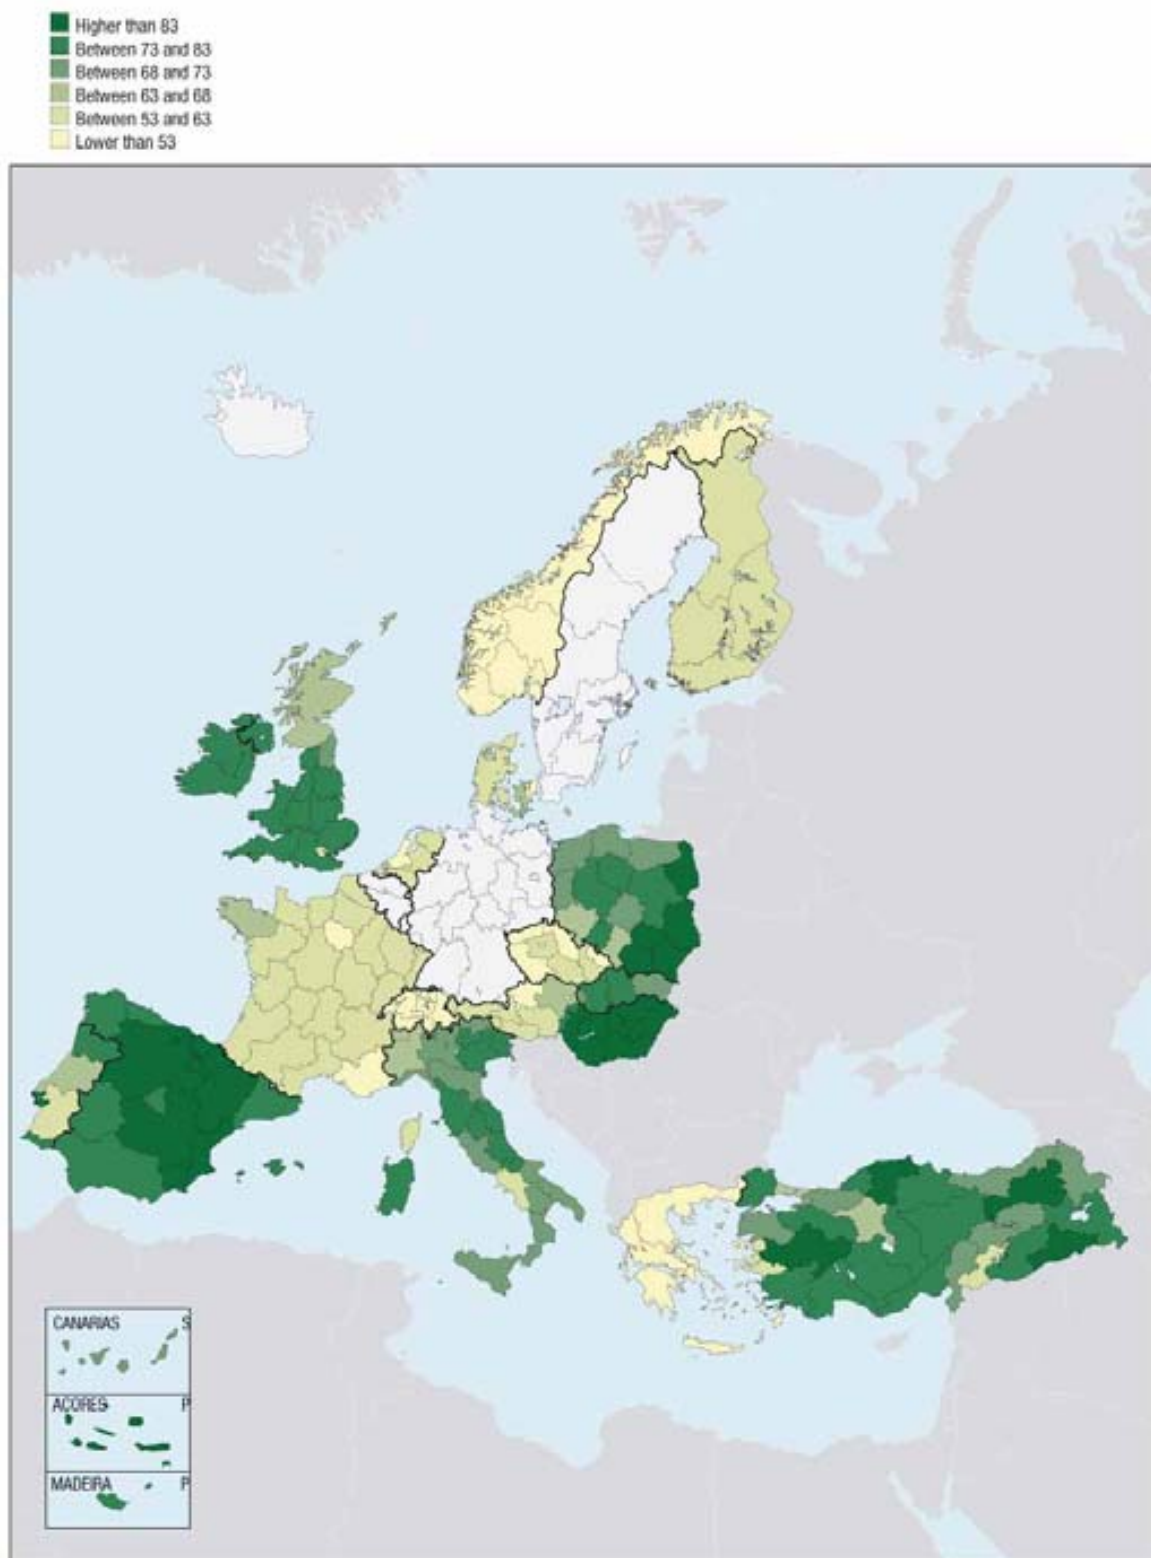 Higher than 83
Between 73 and 83
Between 68 and 73
Between 63 and 68
Between 53 and 63
Lower than 53
CANARIAS S
AÇORES P
MADEIRA P